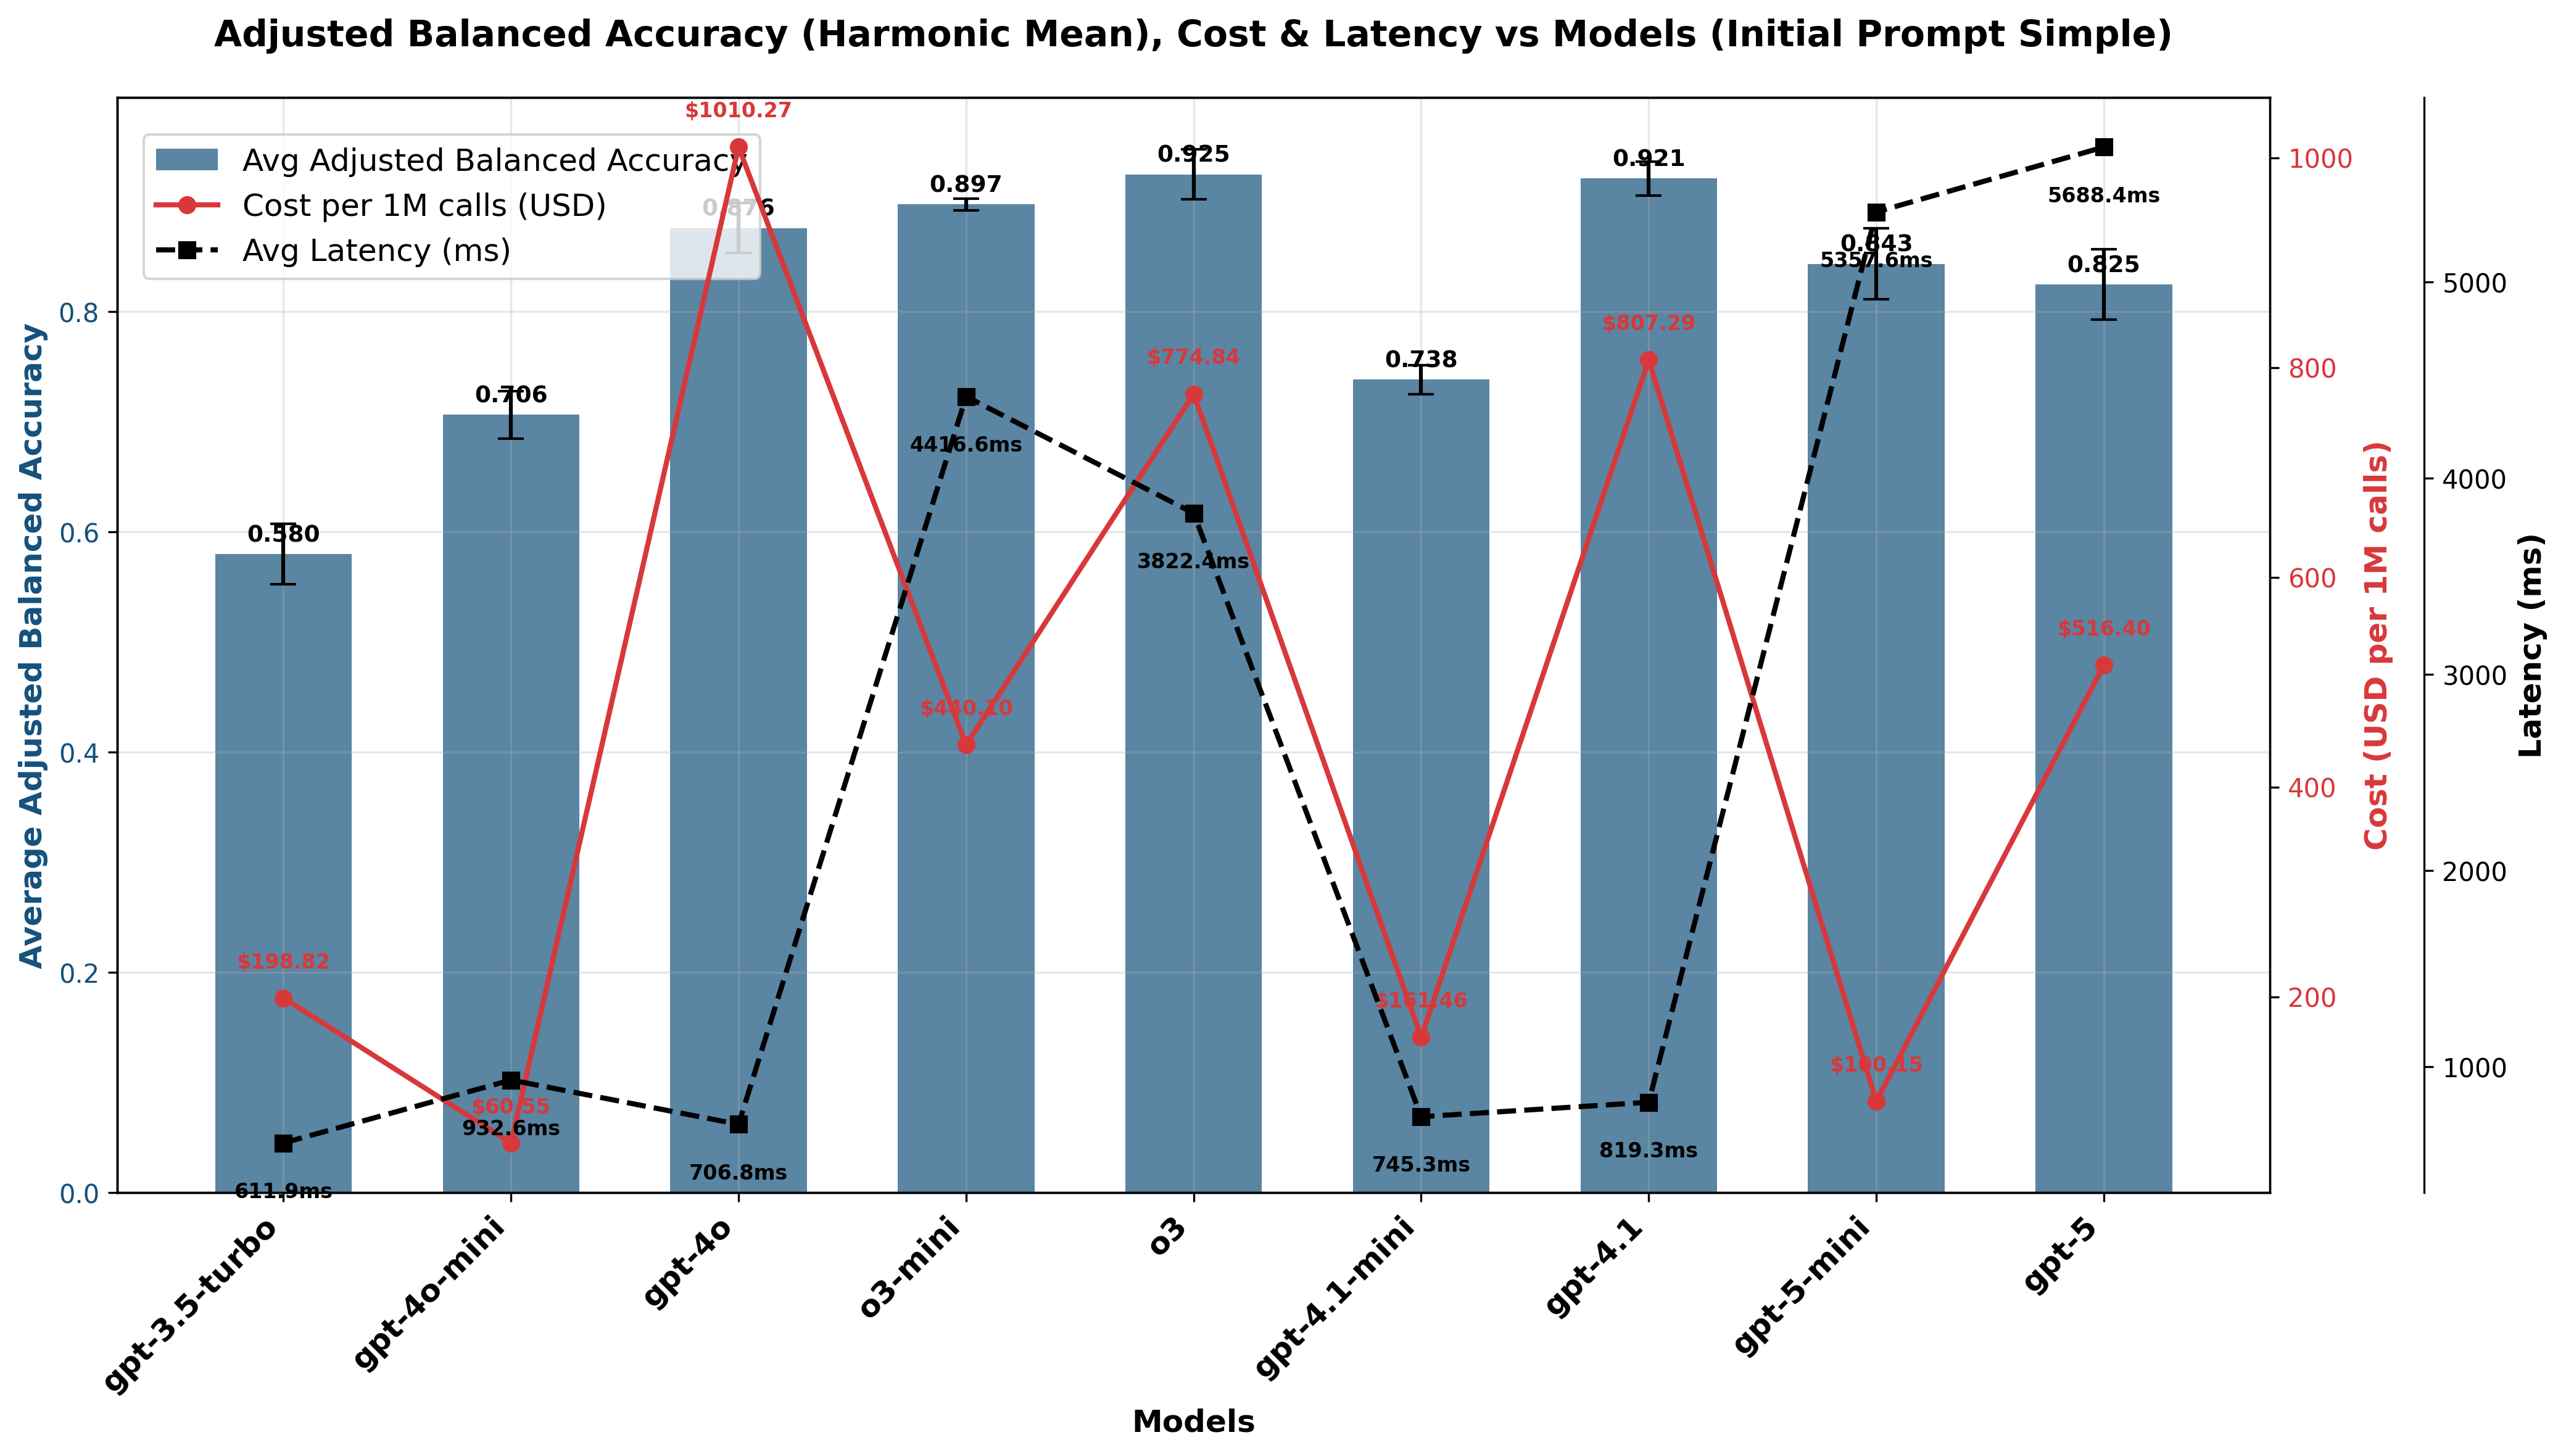 Adjusted Balanced Accuracy (Harmonic Mean), Cost & Latency vs Models (Initial Prompt Simple)
Avg Adjusted Balanced Accuracy
Cost per 1M calls (USD)
Avg Latency (ms)
Average Adjusted Balanced Accuracy
0.8
0.6
0.4
0.2
0.0
0.580
0.706
0.876
0.897
0.925
0.738
0.921
0.843
0.825
$198.82
$60.55
$1010.27
$440.10
$774.84
$161.46
$807.29
$100.15
$516.40
611.9ms
932.6ms
706.8ms
4416.6ms
3822.4ms
745.3ms
819.3ms
5357.6ms
5688.4ms
1000
800
600
400
200
Cost (USD per 1M calls)
5000
4000
3000
2000
1000
Latency (ms)
gpt-3.5-turbo
gpt-4o-mini
gpt-4o
o3-mini
o3
gpt-4.1-mini
gpt-4.1
gpt-5-mini
gpt-5
Models